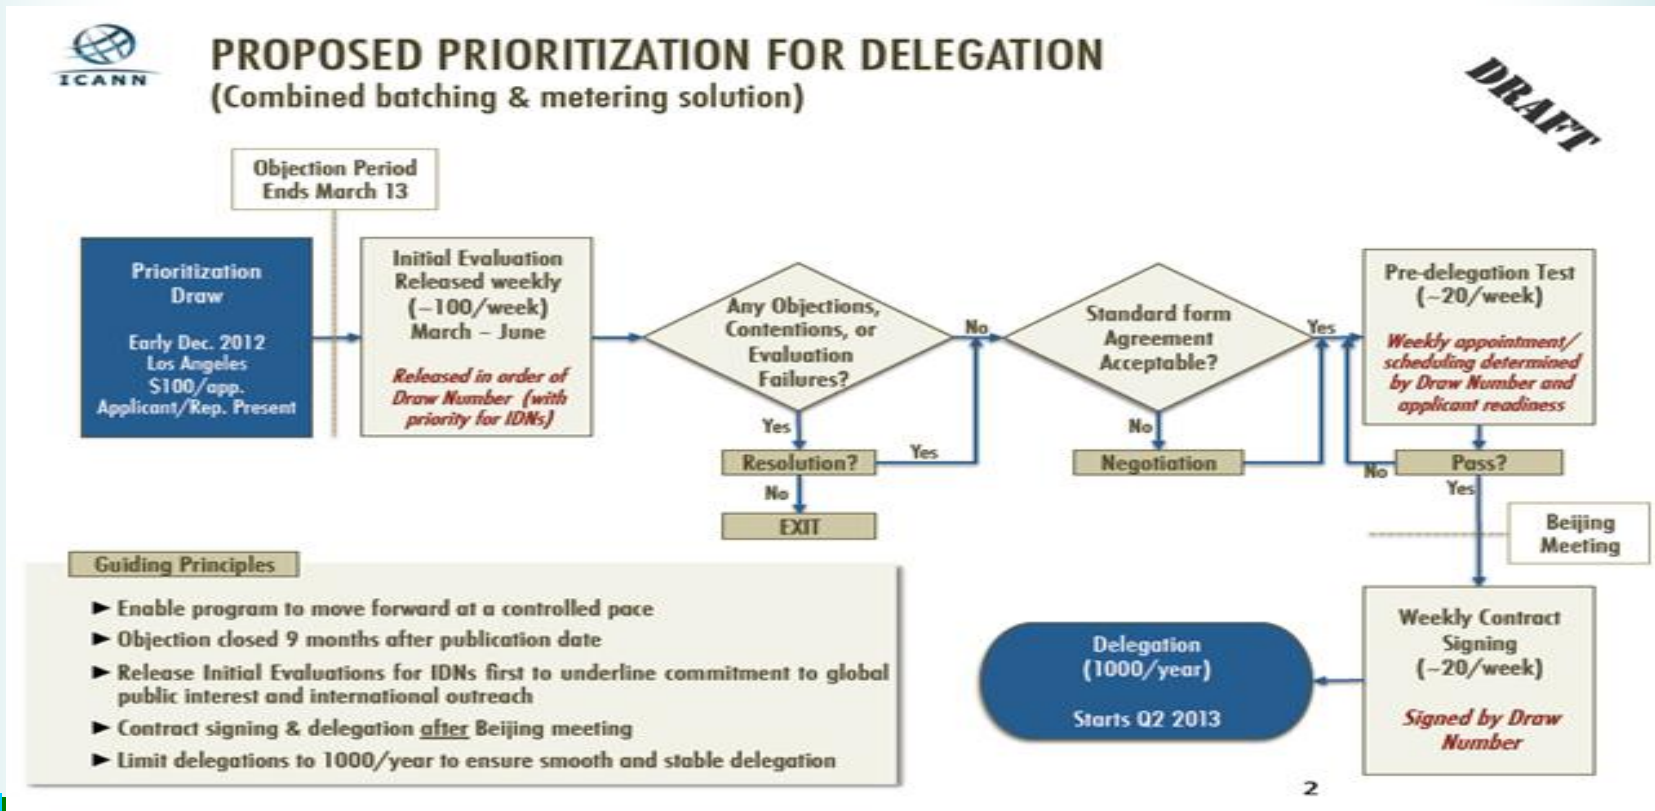 ICANN
PROPOSED PRIORITIZATION FOR DELEGATION
(Combined batching & metering solution)
DRAFT
Objection Period
Ends March 13
Prioritization
Draw
Early Dec. 2012
Los Angeles
$100/app.
Applicant/Rep. Present
Initial Evaluation
Released weekly
(~100/week)
March – June
Released in order of
Draw Number (with
priority for IDNs)
Any Objections,
Contentions, or
Evaluation
Failures?
No
Yes
Resolution?
Yes
No
EXIT
Standard form
Agreement
Acceptable?
Yes
No
Negotiation
Pre-delegation Test
(~20/week)
Weekly appointment/
scheduling determined
by Draw Number and
applicant readiness
Pass?
No
Yes
Beijing
Meeting
Weekly Contract
Signing
(~20/week)
Signed by Draw
Number
Delegation
(1000/year)
Starts Q2 2013
Guiding Principles
► Enable program to move forward at a controlled pace
► Objection closed 9 months after publication date
► Release Initial Evaluations for IDNs first to underline commitment to global
public interest and international outreach
► Contract signing & delegation after Beijing meeting
► Limit delegations to 1000/year to ensure smooth and stable delegation
2